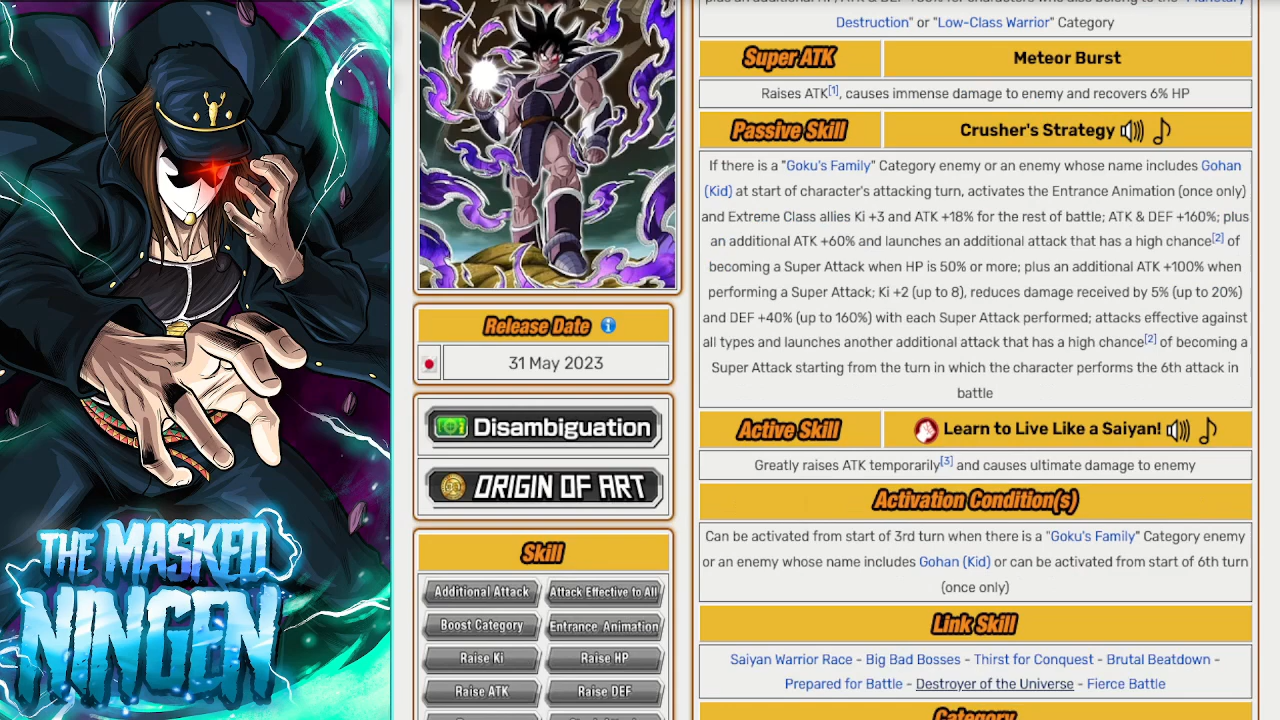 THE MASKED
NINGEN
Release Date
31 May 2023
Disambiguation
ORIGIN OF ART
Skill
Additional Attack
Attack Effective to All
Boost Category
Entrance Animation
Raise Ki
Raise HP
Raise ATK
Raise DEF
Destruction" or "Low-Class Warrior" Category
Super ATK
Meteor Burst
Raises ATK[1], causes immense damage to enemy and recovers 6% HP
Passive Skill
Crusher's Strategy
If there is a "Goku's Family" Category enemy or an enemy whose name includes Gohan
(Kid) at start of character's attacking turn, activates the Entrance Animation (once only)
and Extreme Class allies Ki +3 and ATK +18% for the rest of battle; ATK & DEF +160%; plus
an additional ATK +60% and launches an additional attack that has a high chance[2] of
becoming a Super Attack when HP is 50% or more; plus an additional ATK +100% when
performing a Super Attack; Ki +2 (up to 8), reduces damage received by 5% (up to 20%)
and DEF +40% (up to 160%) with each Super Attack performed; attacks effective against
all types and launches another additional attack that has a high chance[2] of becoming a
Super Attack starting from the turn in which the character performs the 6th attack in
battle
Active Skill
Learn to Live Like a Saiyan!
Greatly raises ATK temporarily[3] and causes ultimate damage to enemy
Activation Condition(s)
Can be activated from start of 3rd turn when there is a "Goku's Family" Category enemy
or an enemy whose name includes Gohan (Kid) or can be activated from start of 6th turn
(once only)
Link Skill
Saiyan Warrior Race - Big Bad Bosses - Thirst for Conquest - Brutal Beatdown -
Prepared for Battle - Destroyer of the Universe - Fierce Battle
Category